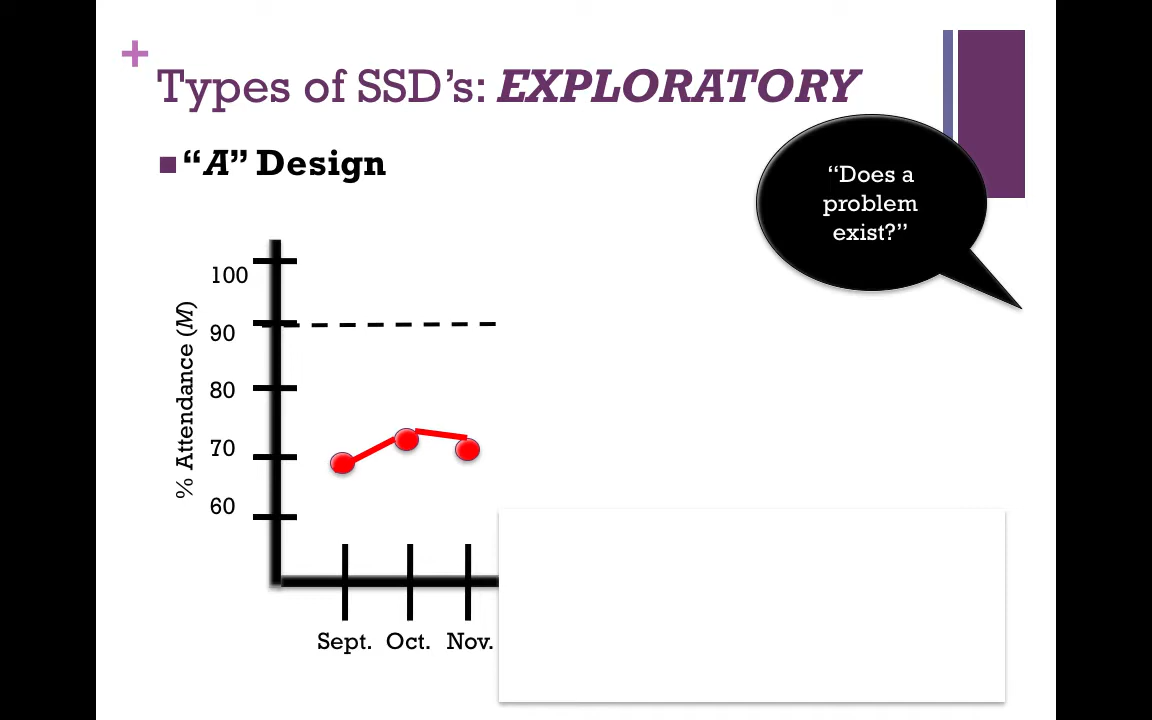 +
Types of SSD’s: EXPLORATORY
“A” Design
“Does a
problem
exist?”
% Attendance (M)
100
90
80
70
60
Sept. Oct. Nov.